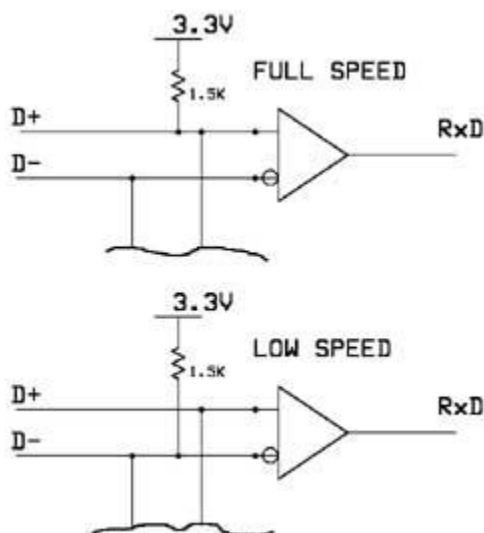 3.3V
FULL SPEED
1.5K
D+
RxD
D-
3.3V
LOW SPEED
1.5K
D+
RxD
D-